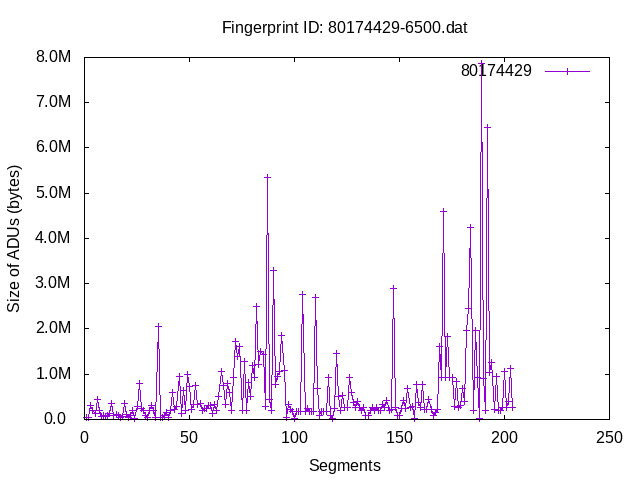 Fingerprint ID: 80174429-6500.dat
80174429
8.0M
7.0M
6.0M
5.0M
4.0M
3.0M
2.0M
1.0M
0.0
Size of ADUs (bytes)
0 50 100 150 200 250
Segments